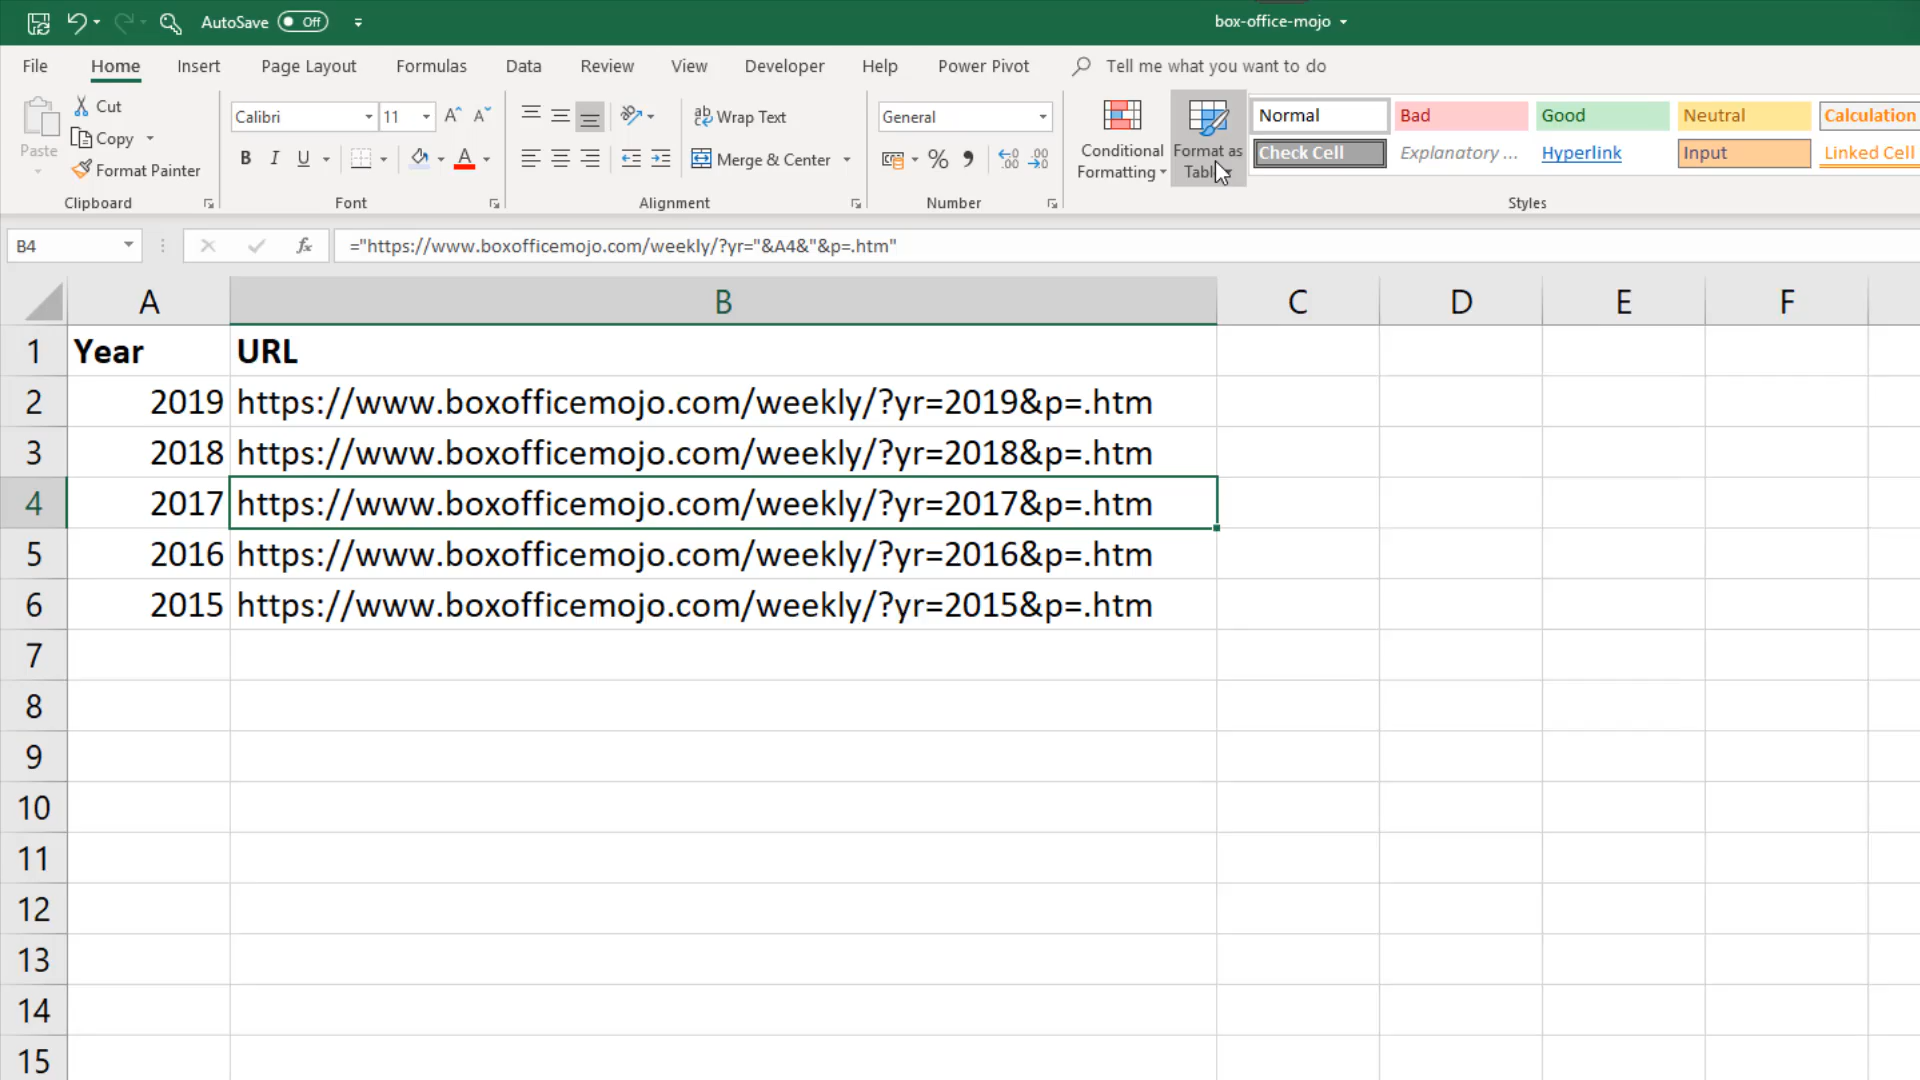 AutoSave Off box-office-mojo
File Home Insert Page Layout Formulas Data Review View Developer Help Power Pivot Tell me what you want to do
Paste
Cut
Copy
Format Painter
Clipboard
Calibri 11
B I U A
Font
Wrap Text
Merge & Center
Alignment
General
% ,
Number
Conditional
Formatting
Format as
Table
Normal Bad Good Neutral Calculation
Check Cell Explanatory ... Hyperlink Input Linked Cell
Styles
B4 fx ="https://www.boxofficemojo.com/weekly/?yr="&A4&"&p=.htm"
A B C D E F
1 Year URL
2 2019 https://www.boxofficemojo.com/weekly/?yr=2019&p=.htm
3 2018 https://www.boxofficemojo.com/weekly/?yr=2018&p=.htm
4 2017 https://www.boxofficemojo.com/weekly/?yr=2017&p=.htm
5 2016 https://www.boxofficemojo.com/weekly/?yr=2016&p=.htm
6 2015 https://www.boxofficemojo.com/weekly/?yr=2015&p=.htm
7
8
9
10
11
12
13
14
15